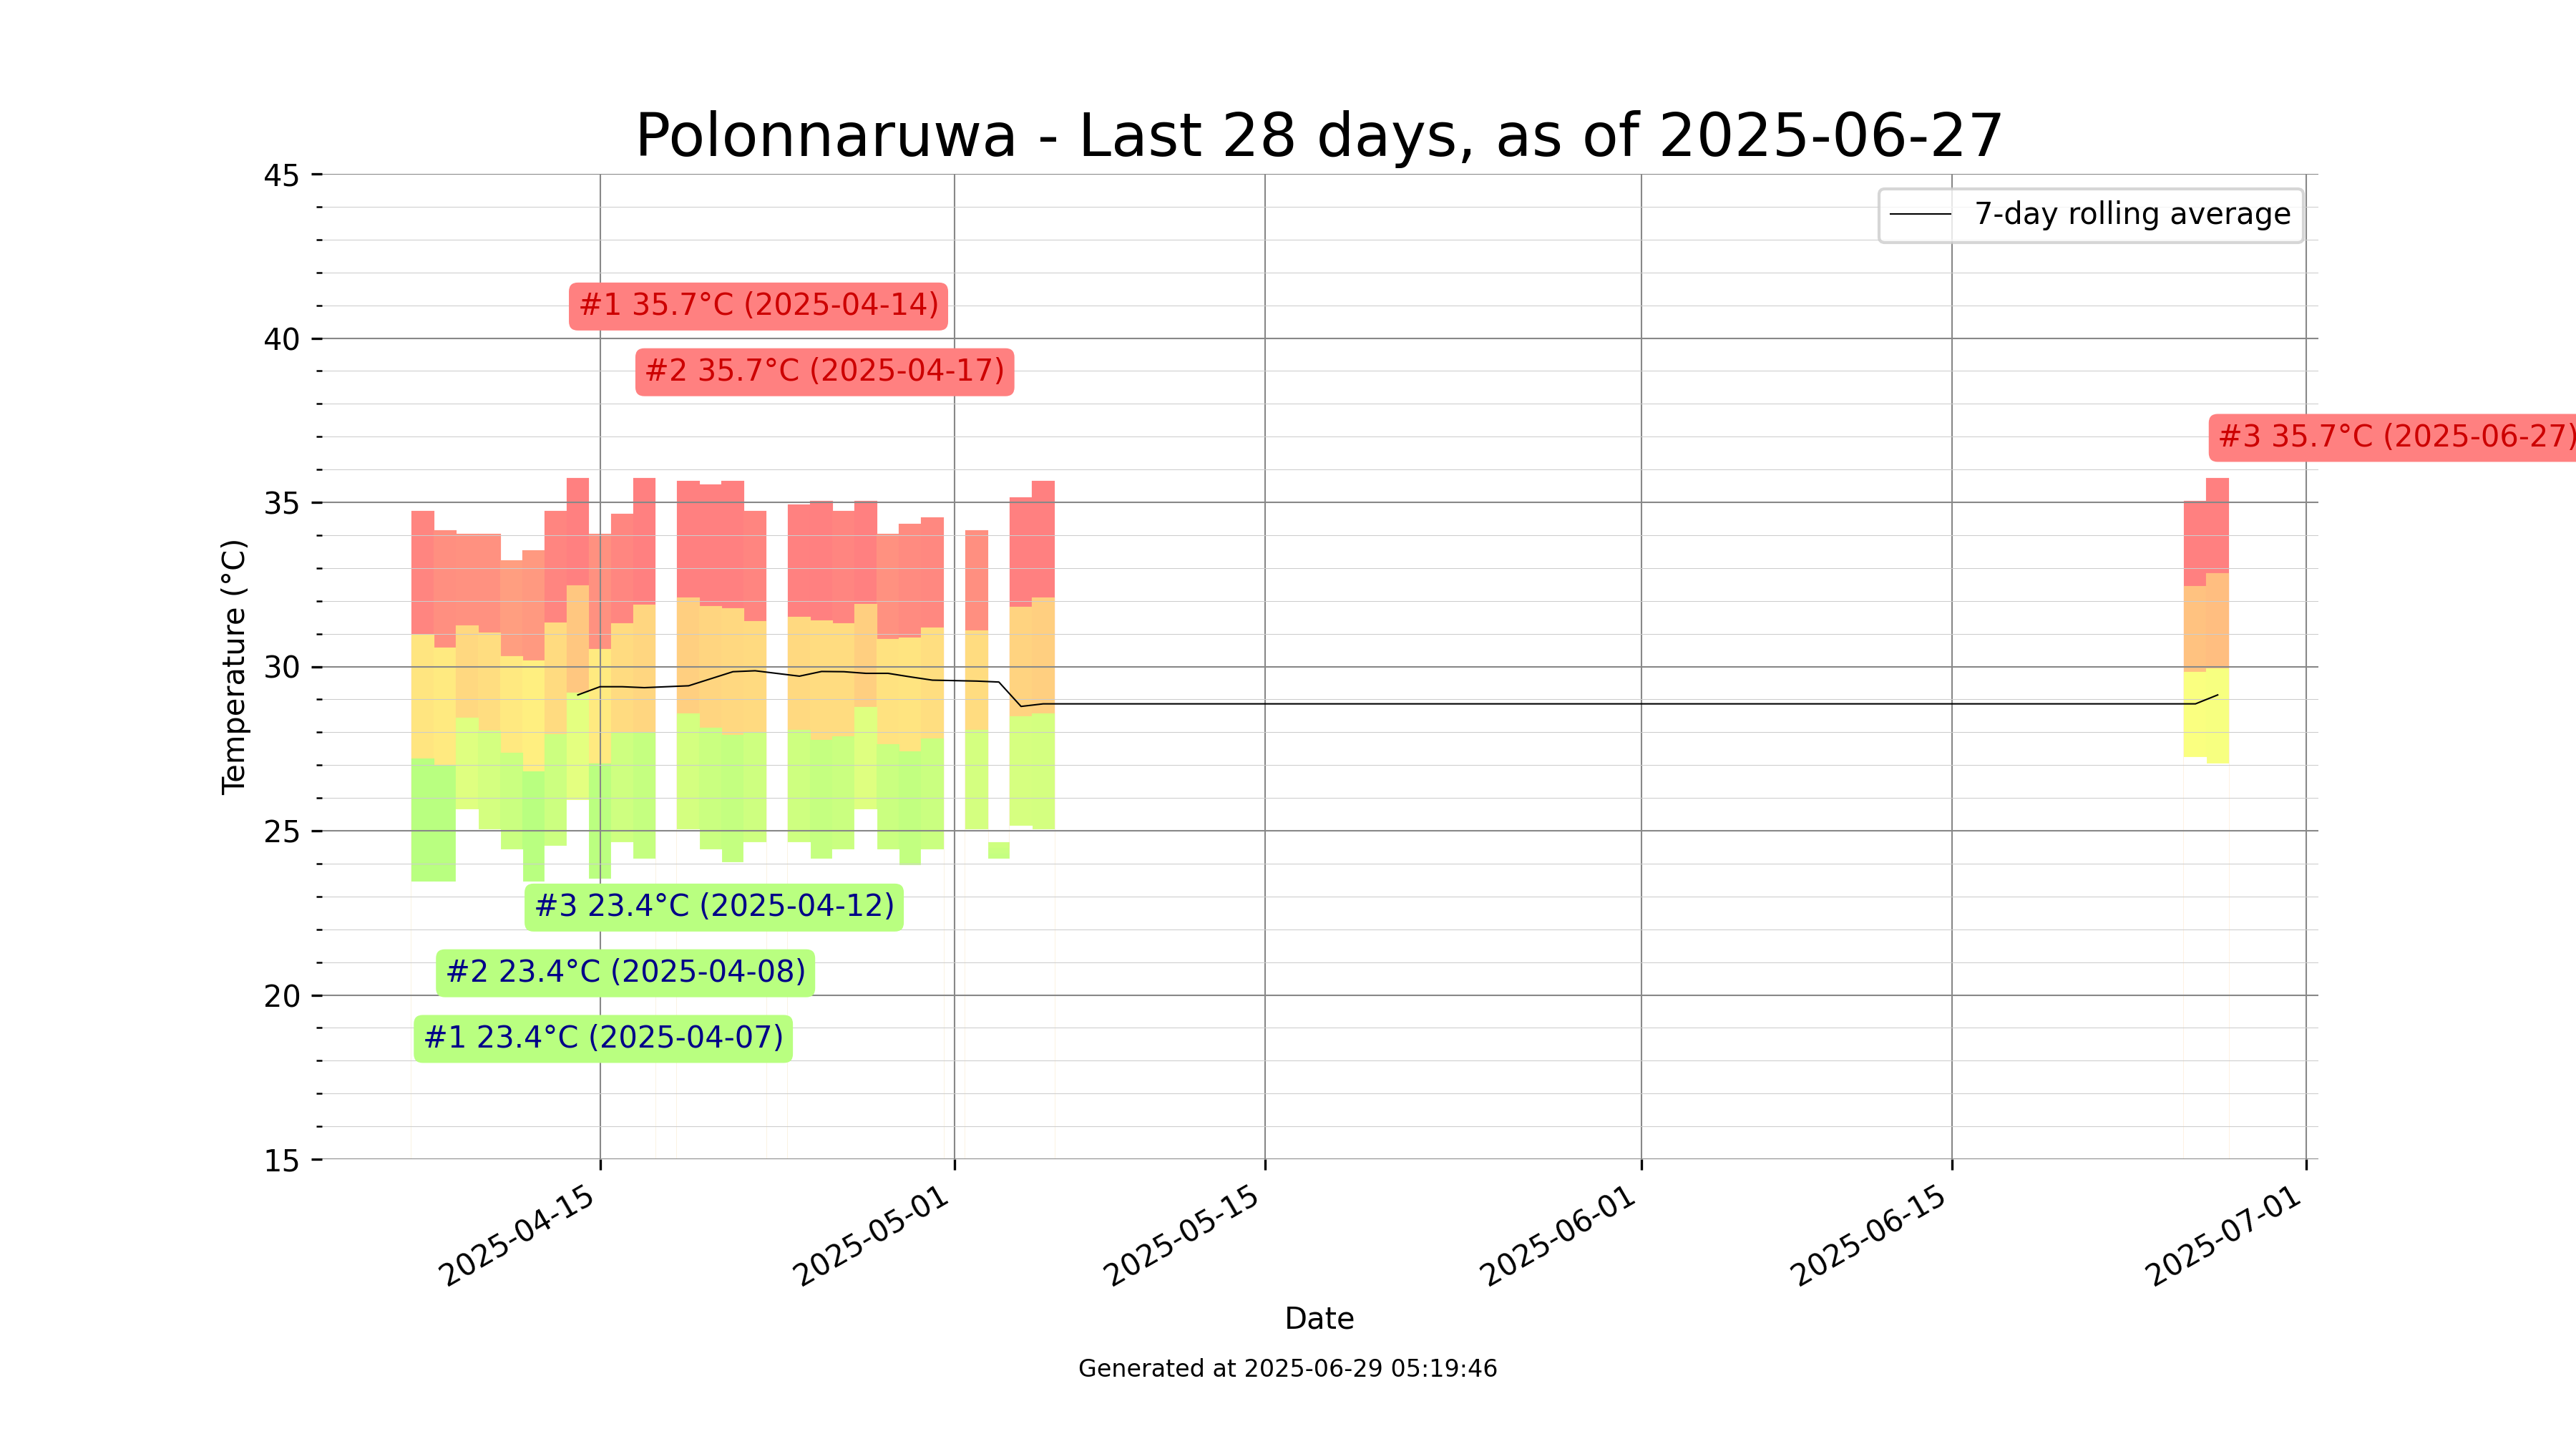 Polonnaruwa - Last 28 days, as of 2025-06-27
7-day rolling average
45
40
35
30
25
20
15
Temperature (°C)
#1 35.7°C (2025-04-14)
#2 35.7°C (2025-04-17)
#3 35.7°C (2025-06-27)
#3 23.4°C (2025-04-12)
#2 23.4°C (2025-04-08)
#1 23.4°C (2025-04-07)
2025-04-15
2025-05-01
2025-05-15
2025-06-01
2025-06-15
2025-07-01
Date
Generated at 2025-06-29 05:19:46